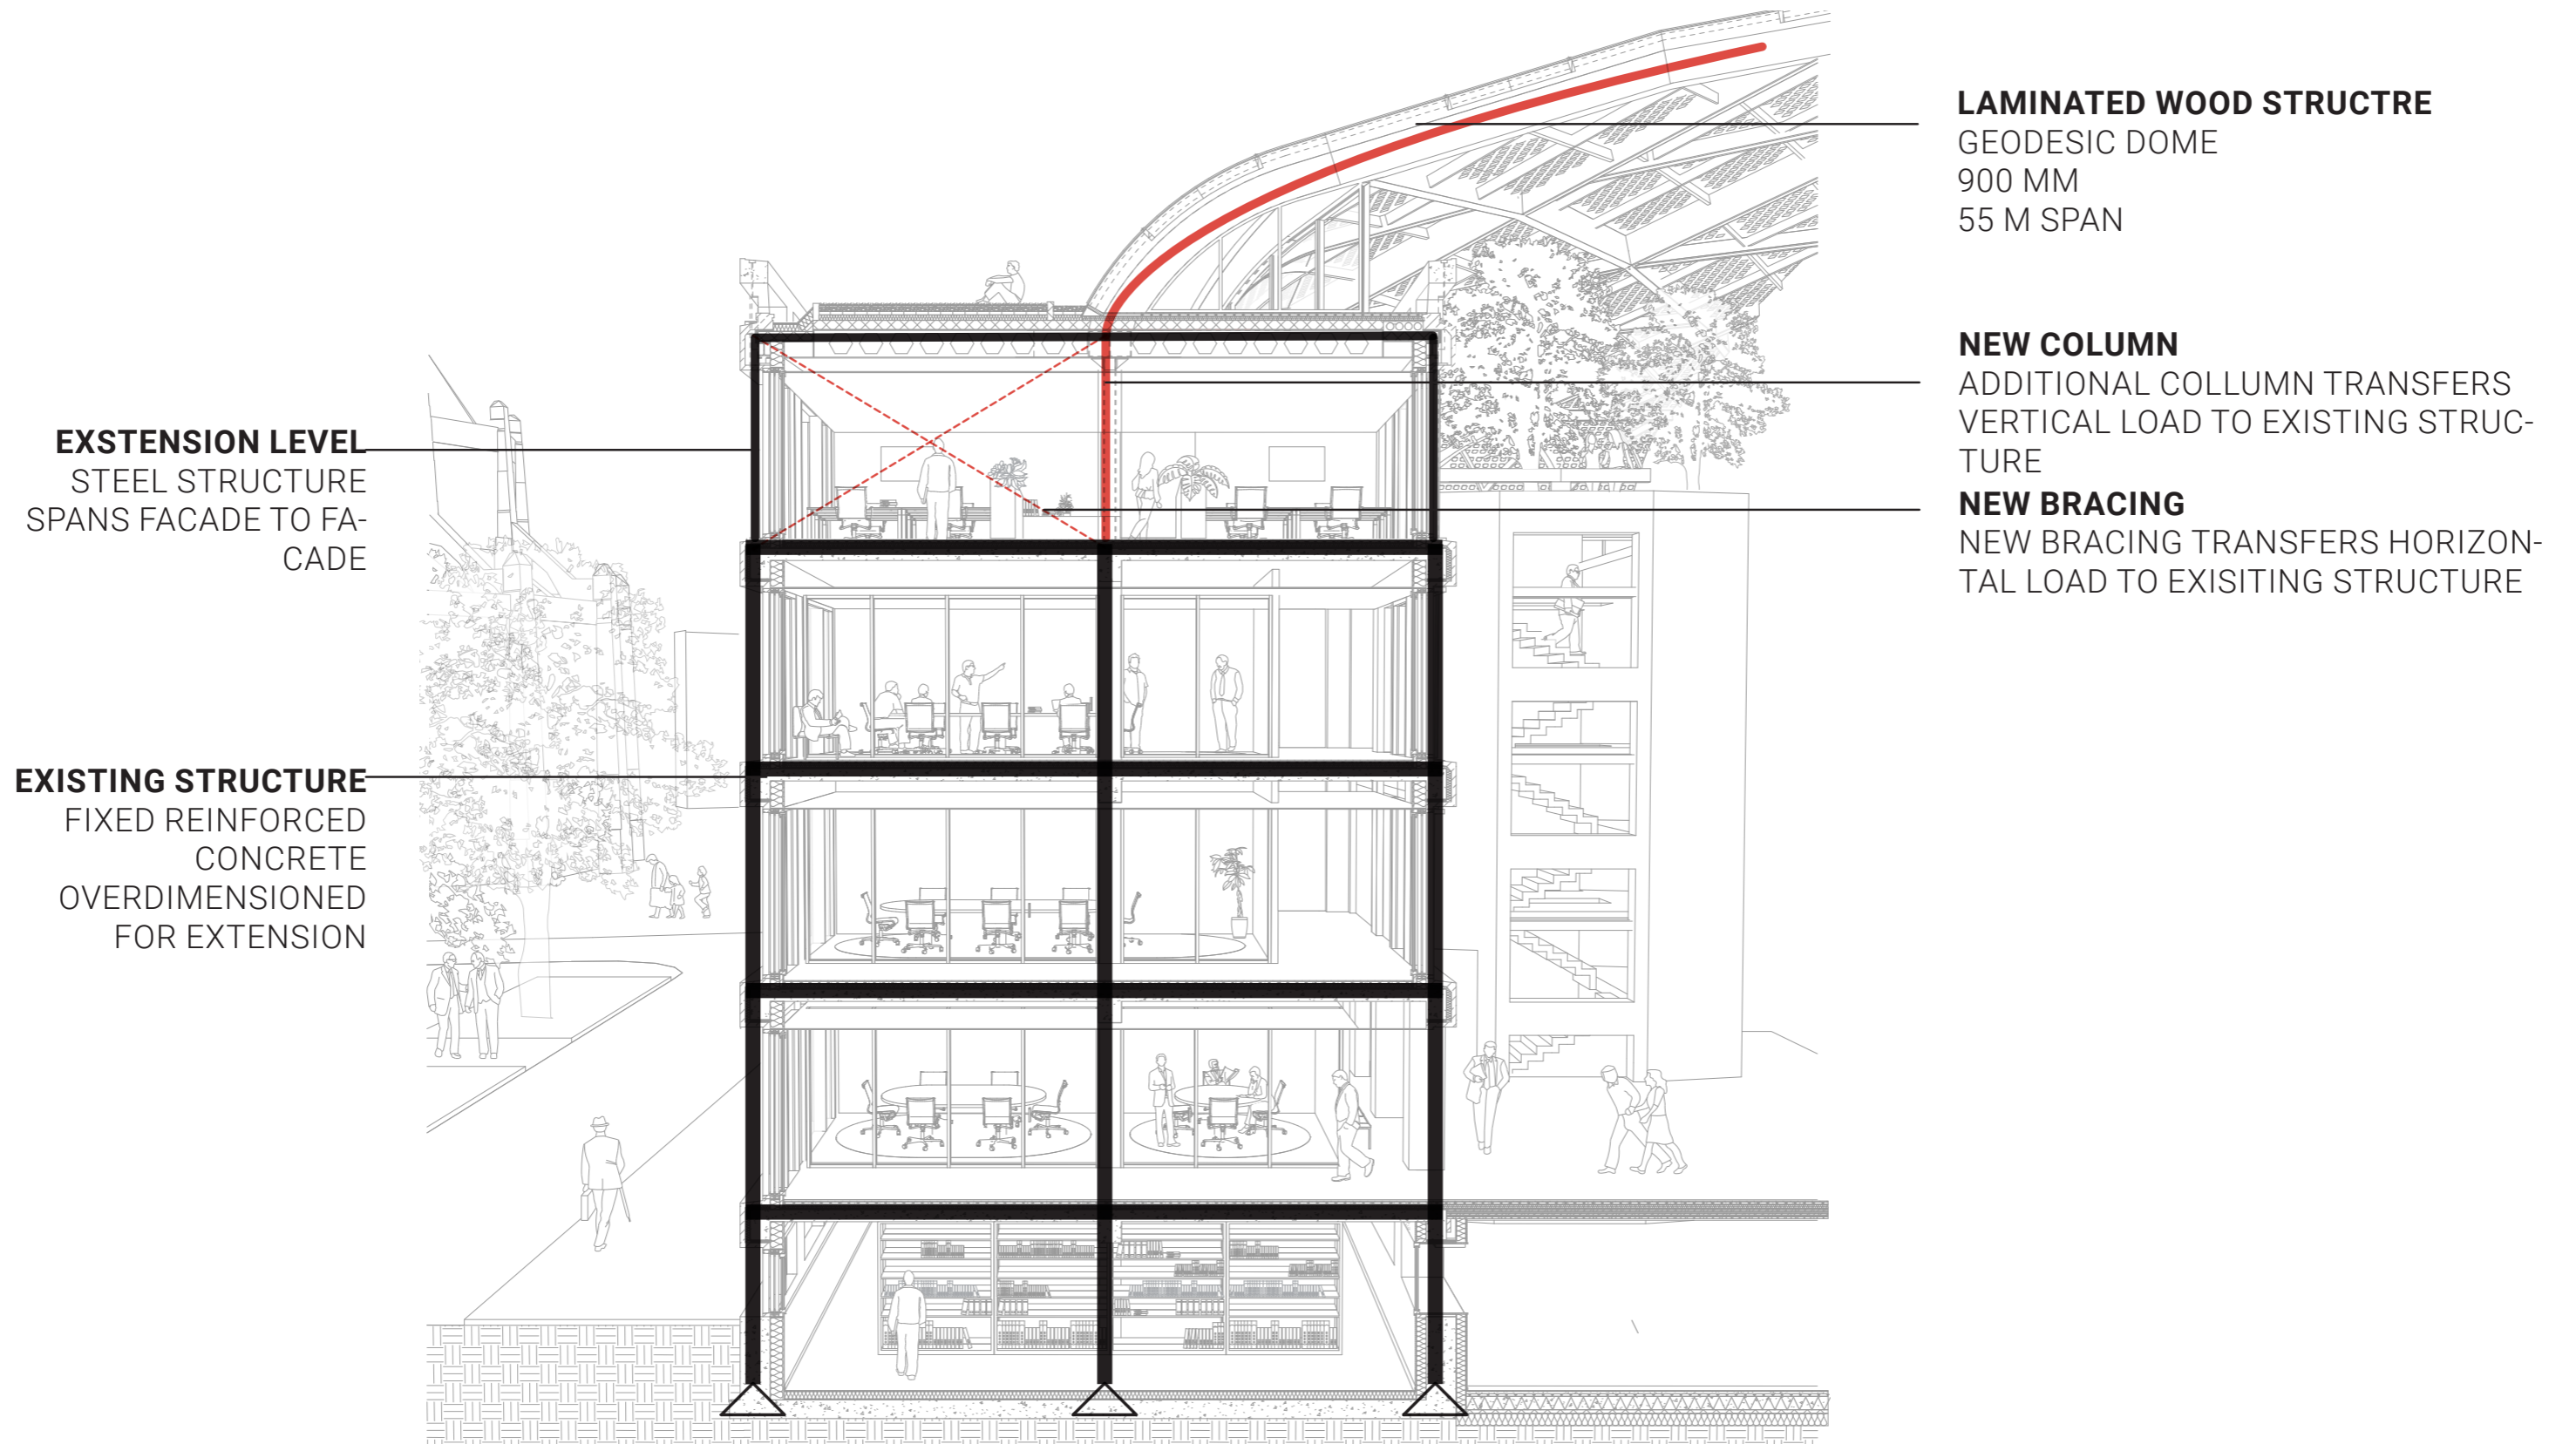 EXSTENSION LEVEL
STEEL STRUCTURE
SPANS FACADE TO FA-
CADE
EXISTING STRUCTURE
FIXED REINFORCED
CONCRETE
OVERDIMENSIONED
FOR EXTENSION
LAMINATED WOOD STRUCTRE
GEODESIC DOME
900 MM
55 M SPAN
NEW COLUMN
ADDITIONAL COLLUMN TRANSFERS
VERTICAL LOAD TO EXISTING STRUC-
TURE
NEW BRACING
NEW BRACING TRANSFERS HORIZON-
TAL LOAD TO EXISITING STRUCTURE